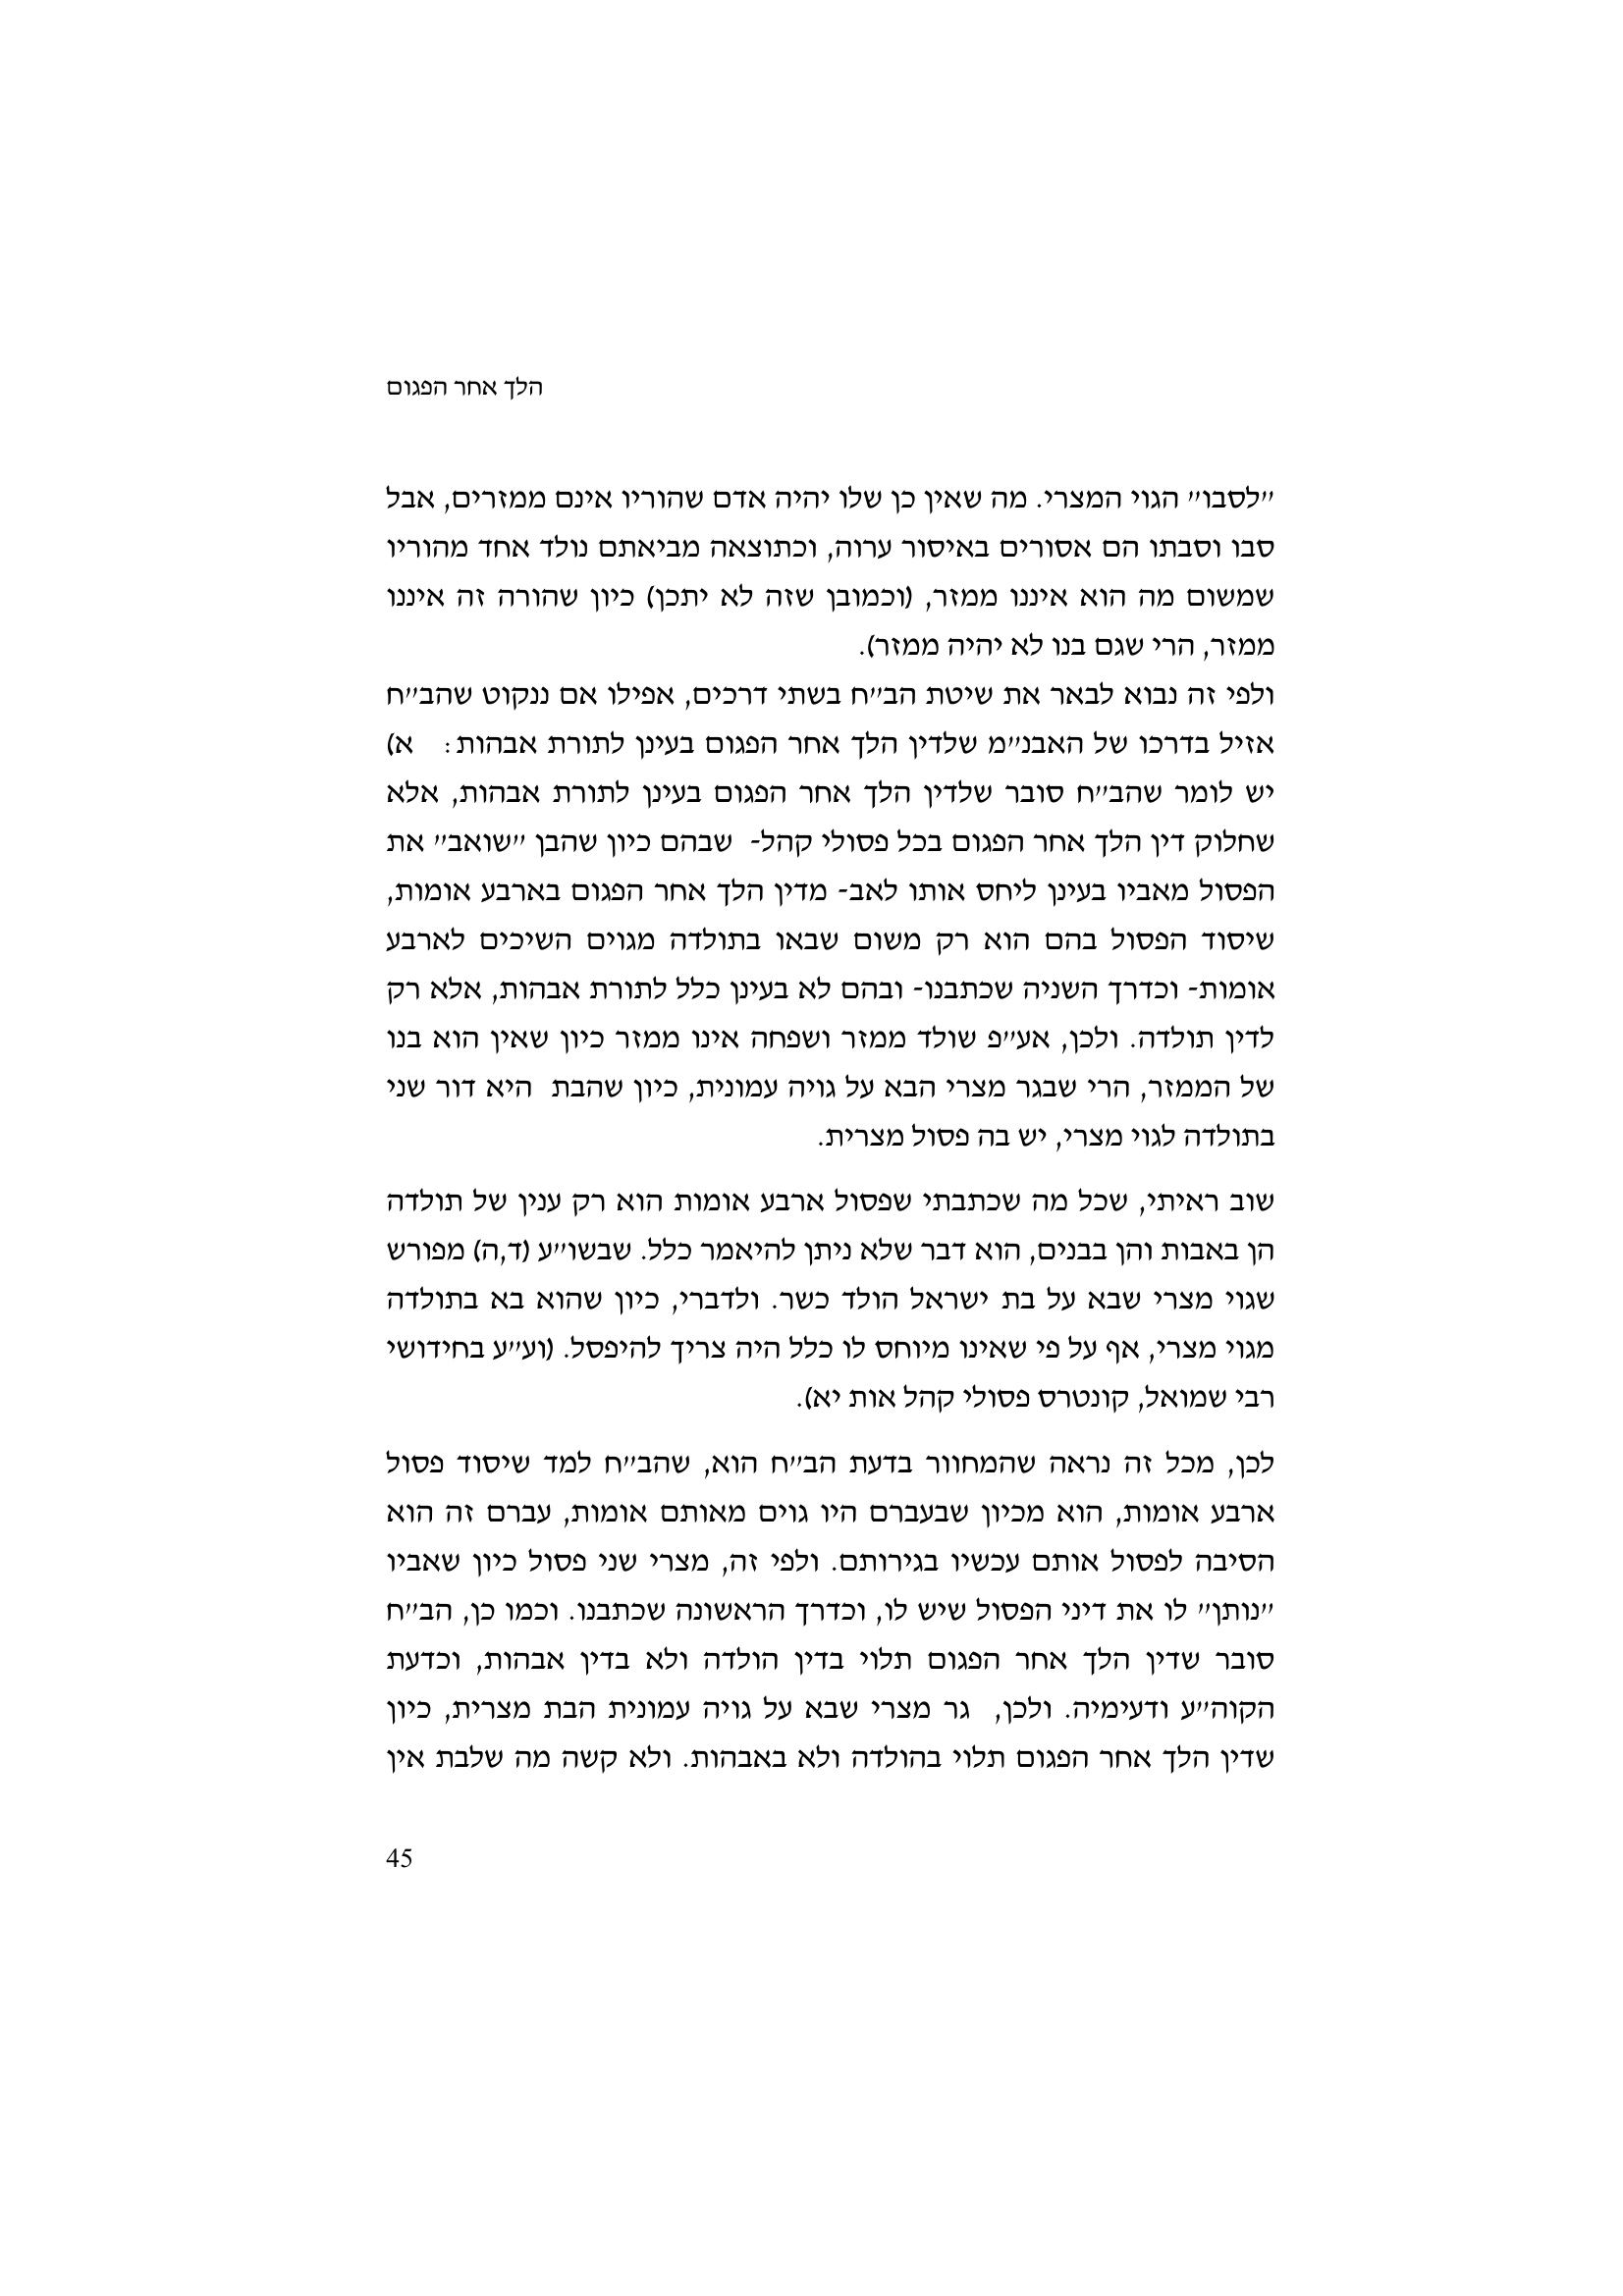 הלך אחר הפגום
"לסבו" הגוי המצרי. מה שאין כן שלו יהיה אדם שהוריו אינם ממזרים, אבל
סבו וסבתו הם אסורים באיסור ערוה, וכתוצאה מביאתם נולד אחד מהוריו
שמשום מה הוא איננו ממזר, (וכמובן שזה לא יתכן) כיון שהורה זה איננו
ממזר, הרי שגם בנו לא יהיה ממזר).
ולפי זה נבוא לבאר את שיטת הב"ח בשתי דרכים, אפילו אם ננקוט שהב"ח
אזיל בדרכו של האבנ"מ שלדין הלך אחר הפגום בעינן לתורת אבהות: א)
יש לומר שהב"ח סובר שלדין הלך אחר הפגום בעינן לתורת אבהות, אלא
שחלוק דין הלך אחר הפגום בכל פסולי קהל- שבהם כיון שהבן "שואב" את
הפסול מאביו בעינן ליחס אותו לאב- מדין הלך אחר הפגום בארבע אומות,
שיסוד הפסול בהם הוא רק משום שבאו בתולדה מגוים השיכים לארבע
אומות- וכדרך השניה שכתבנו- ובהם לא בעינן כלל לתורת אבהות, אלא רק
לדין תולדה. ולכן, אע"פ שולד ממזר ושפחה אינו ממזר כיון שאין הוא בנו
של הממזר, הרי שבגר מצרי הבא על גויה עמונית, כיון שהבת היא דור שני
בתולדה לגוי מצרי, יש בה פסול מצרית.
שוב ראיתי, שכל מה שכתבתי שפסול ארבע אומות הוא רק ענין של תולדה
הן באבות והן בבנים, הוא דבר שלא ניתן להיאמר כלל. שבשו"ע (ד,ה) מפורש
שגוי מצרי שבא על בת ישראל הולד כשר. ולדברי, כיון שהוא בא בתולדה
מגוי מצרי, אף על פי שאינו מיוחס לו כלל היה צריך להיפסל. (וע"ע בחידושי
רבי שמואל, קונטרס פסולי קהל אות יא).
לכן, מכל זה נראה שהמחוור בדעת הב"ח הוא, שהב"ח למד שיסוד פסול
ארבע אומות, הוא מכיון שבעברם היו גוים מאותם אומות, עברם זה הוא
הסיבה לפסול אותם עכשיו בגירותם. ולפי זה, מצרי שני פסול כיון שאביו
"נותן" לו את דיני הפסול שיש לו, וכדרך הראשונה שכתבנו. וכמו כן, הב"ח
סובר שדין הלך אחר הפגום תלוי בדין הולדה ולא בדין אבהות, וכדעת
הקוה"ע ודעימיה. ולכן, גר מצרי שבא על גויה עמונית הבת מצרית, כיון
שדין הלך אחר הפגום תלוי בהולדה ולא באבהות. ולא קשה מה שלבת אין
45